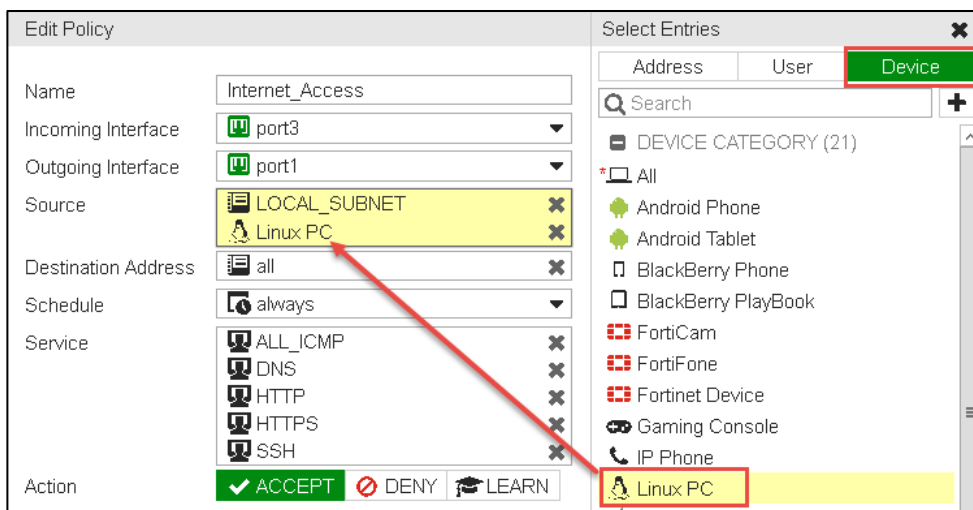 Edit Policy
Name
Internet_Access
Incoming Interface
port3
Outgoing Interface
port1
Source
LOCAL_SUBNET
Linux PC
Destination Address
all
Schedule
always
Service
ALL_ICMP
DNS
HTTP
HTTPS
SSH
Action
ACCEPT
DENY
LEARN
Select Entries
Address
User
Device
Search
DEVICE CATEGORY (21)
* All
Android Phone
Android Tablet
BlackBerry Phone
BlackBerry PlayBook
FortiCam
FortiFone
Fortinet Device
Gaming Console
IP Phone
Linux PC